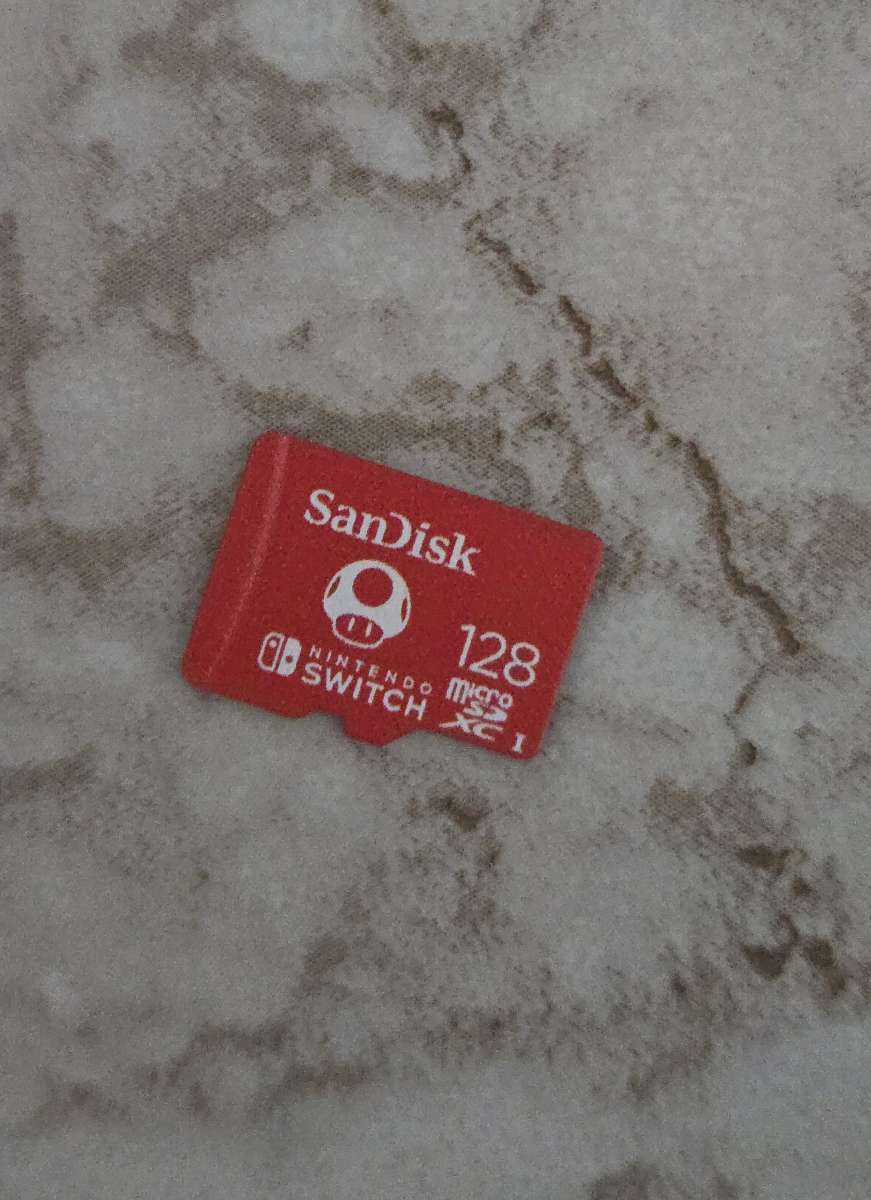 SanDisk
128
NINTENDO
SWITCH
micro
SD
XC I